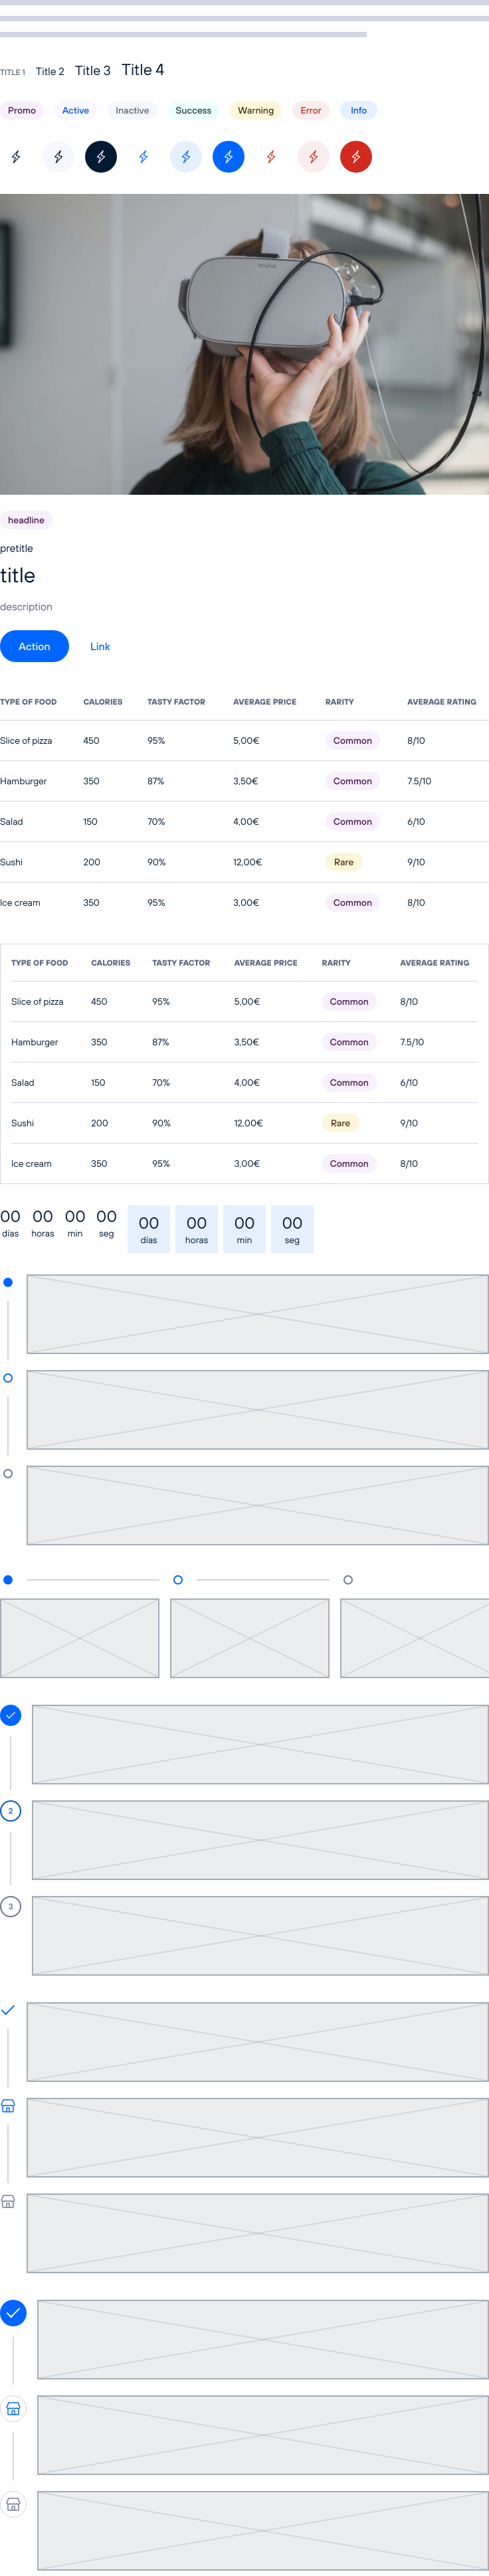 TITLE 1 Title 2 Title 3 Title 4
Promo Active Inactive Success Warning Error Info
oculus
headline
pretitle
title
description
Action Link
TYPE OF FOOD CALORIES TASTY FACTOR AVERAGE PRICE RARITY AVERAGE RATING
Slice of pizza 450 95% 5,00€ Common 8/10
Hamburger 350 87% 3,50€ Common 7.5/10
Salad 150 70% 4,00€ Common 6/10
Sushi 200 90% 12,00€ Rare 9/10
Ice cream 350 95% 3,00€ Common 8/10
TYPE OF FOOD CALORIES TASTY FACTOR AVERAGE PRICE RARITY AVERAGE RATING
Slice of pizza 450 95% 5,00€ Common 8/10
Hamburger 350 87% 3,50€ Common 7.5/10
Salad 150 70% 4,00€ Common 6/10
Sushi 200 90% 12,00€ Rare 9/10
Ice cream 350 95% 3,00€ Common 8/10
00 00 00 00 00 00 00 00
días horas min seg días horas min seg
2
3